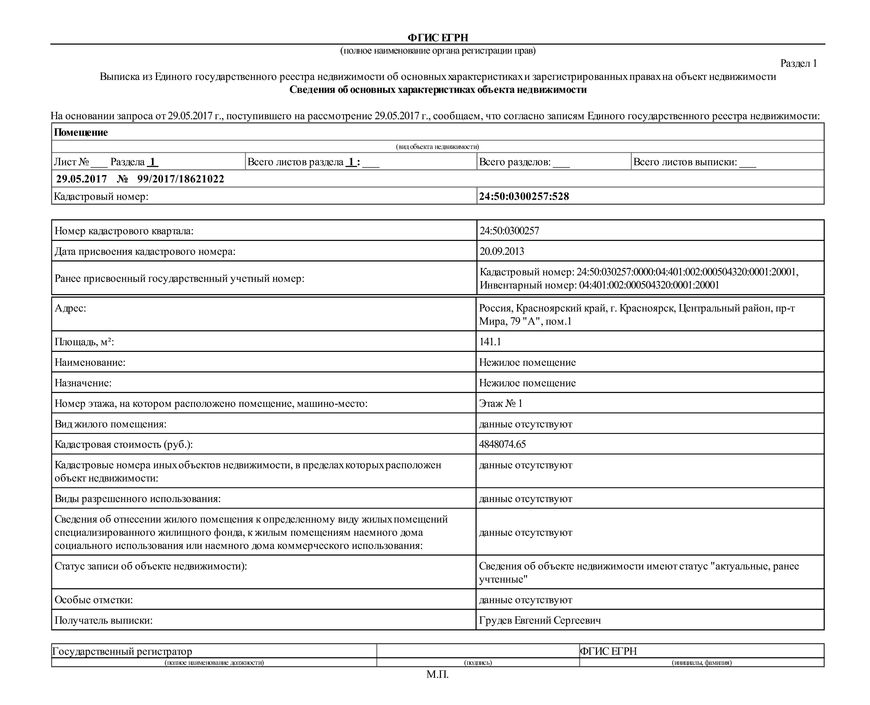 ФГИС ЕГРН
(полное наименование органа регистрации прав)
Раздел 1
Выписка из Единого государственного реестра недвижимости об основных характеристиках и зарегистрированных правах на объект недвижимости
Сведения об основных характеристиках объекта недвижимости
На основании запроса от 29.05.2017 г., поступившего на рассмотрение 29.05.2017 г., сообщаем, что согласно записям Единого государственного реестра недвижимости:
Помещение
(вид объекта недвижимости)
Лист № ___ Раздела 1 Всего листов раздела 1 : ___ Всего разделов: ___ Всего листов выписки: ___
29.05.2017 № 99/2017/18621022
Кадастровый номер: 24:50:0300257:528
Номер кадастрового квартала: 24:50:0300257
Дата присвоения кадастрового номера: 20.09.2013
Ранее присвоенный государственный учетный номер: Кадастровый номер: 24:50:030257:0000:04:401:002:000504320:0001:20001,
Инвентарный номер: 04:401:002:000504320:0001:20001
Адрес: Россия, Красноярский край, г. Красноярск, Центральный район, пр-т
Мира, 79 "А", пом.1
Площадь, м²: 141.1
Наименование: Нежилое помещение
Назначение: Нежилое помещение
Номер этажа, на котором расположено помещение, машино-место: Этаж № 1
Вид жилого помещения: данные отсутствуют
Кадастровая стоимость (руб.): 4848074.65
Кадастровые номера иных объектов недвижимости, в пределах которых расположен
объект недвижимости: данные отсутствуют
Виды разрешенного использования: данные отсутствуют
Сведения об отнесении жилого помещения к определенному виду жилых помещений
специализированного жилищного фонда, к жилым помещениям наемного дома
социального использования или наемного дома коммерческого использования: данные отсутствуют
Статус записи об объекте недвижимости): Сведения об объекте недвижимости имеют статус "актуальные, ранее
учтенные"
Особые отметки: данные отсутствуют
Получатель выписки: Грудев Евгений Сергеевич
Государственный регистратор ФГИС ЕГРН
(полное наименование должности) (подпись) (инициалы, фамилия)
М.П.